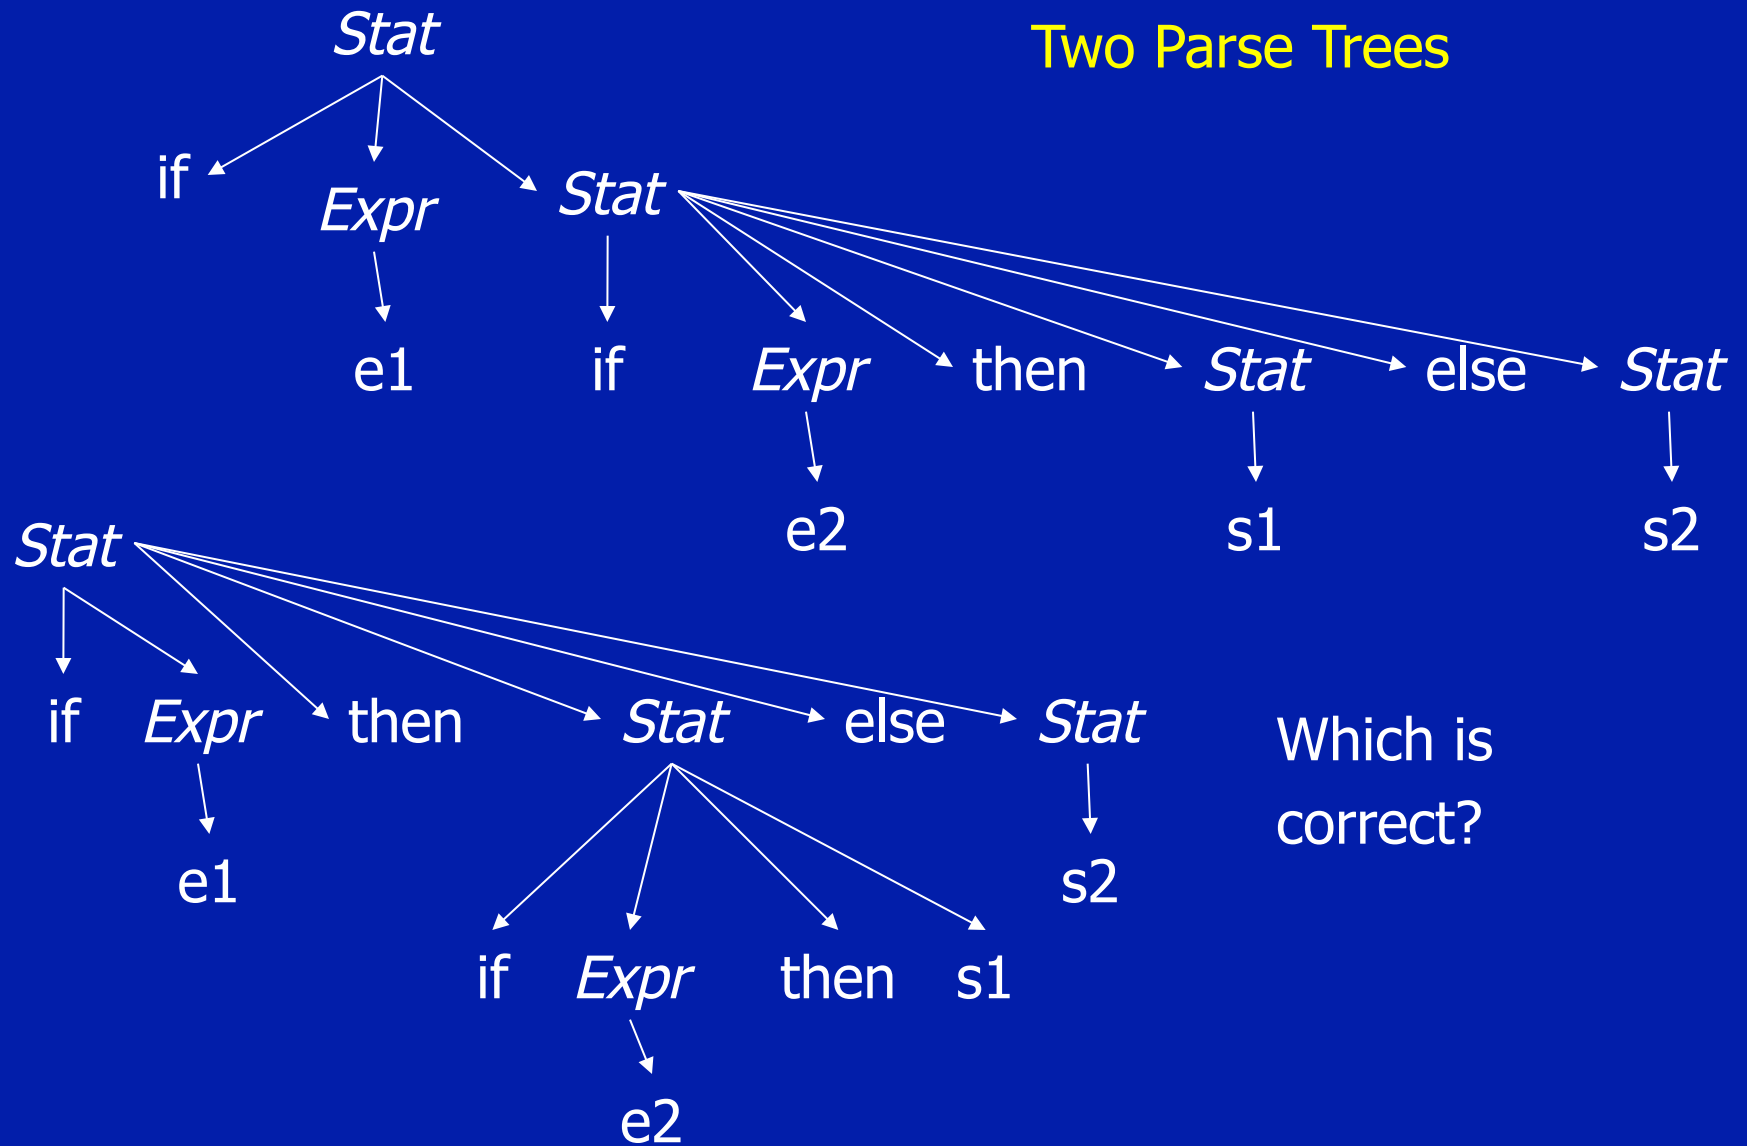 Stat
Two Parse Trees
if
Expr
Stat
e1
if
Expr
then
Stat
else
Stat
e2
s1
s2
Stat
if
Expr
then
Stat
else
Stat
Which is
correct?
e1
s2
if
Expr
then
s1
e2